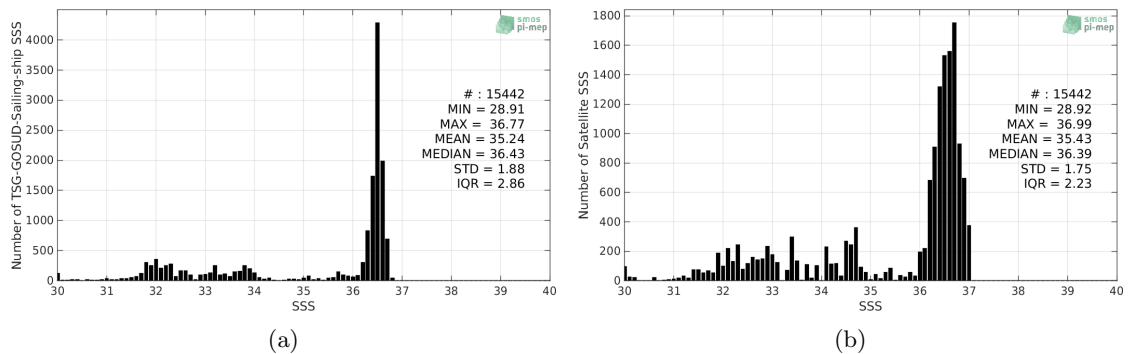 smos
pi-mep
Number of TSG-GOSUD-Sailing-ship SSS
4000
3500
3000
2500
2000
1500
1000
500
0
# : 15442
MIN = 28.91
MAX = 36.77
MEAN = 35.24
MEDIAN = 36.43
STD = 1.88
IQR = 2.86
30 31 32 33 34 35 36 37 38 39 40
SSS
(a)
smos
pi-mep
Number of Satellite SSS
1800
1600
1400
1200
1000
800
600
400
200
0
# : 15442
MIN = 28.92
MAX = 36.99
MEAN = 35.43
MEDIAN = 36.39
STD = 1.75
IQR = 2.23
30 31 32 33 34 35 36 37 38 39 40
SSS
(b)